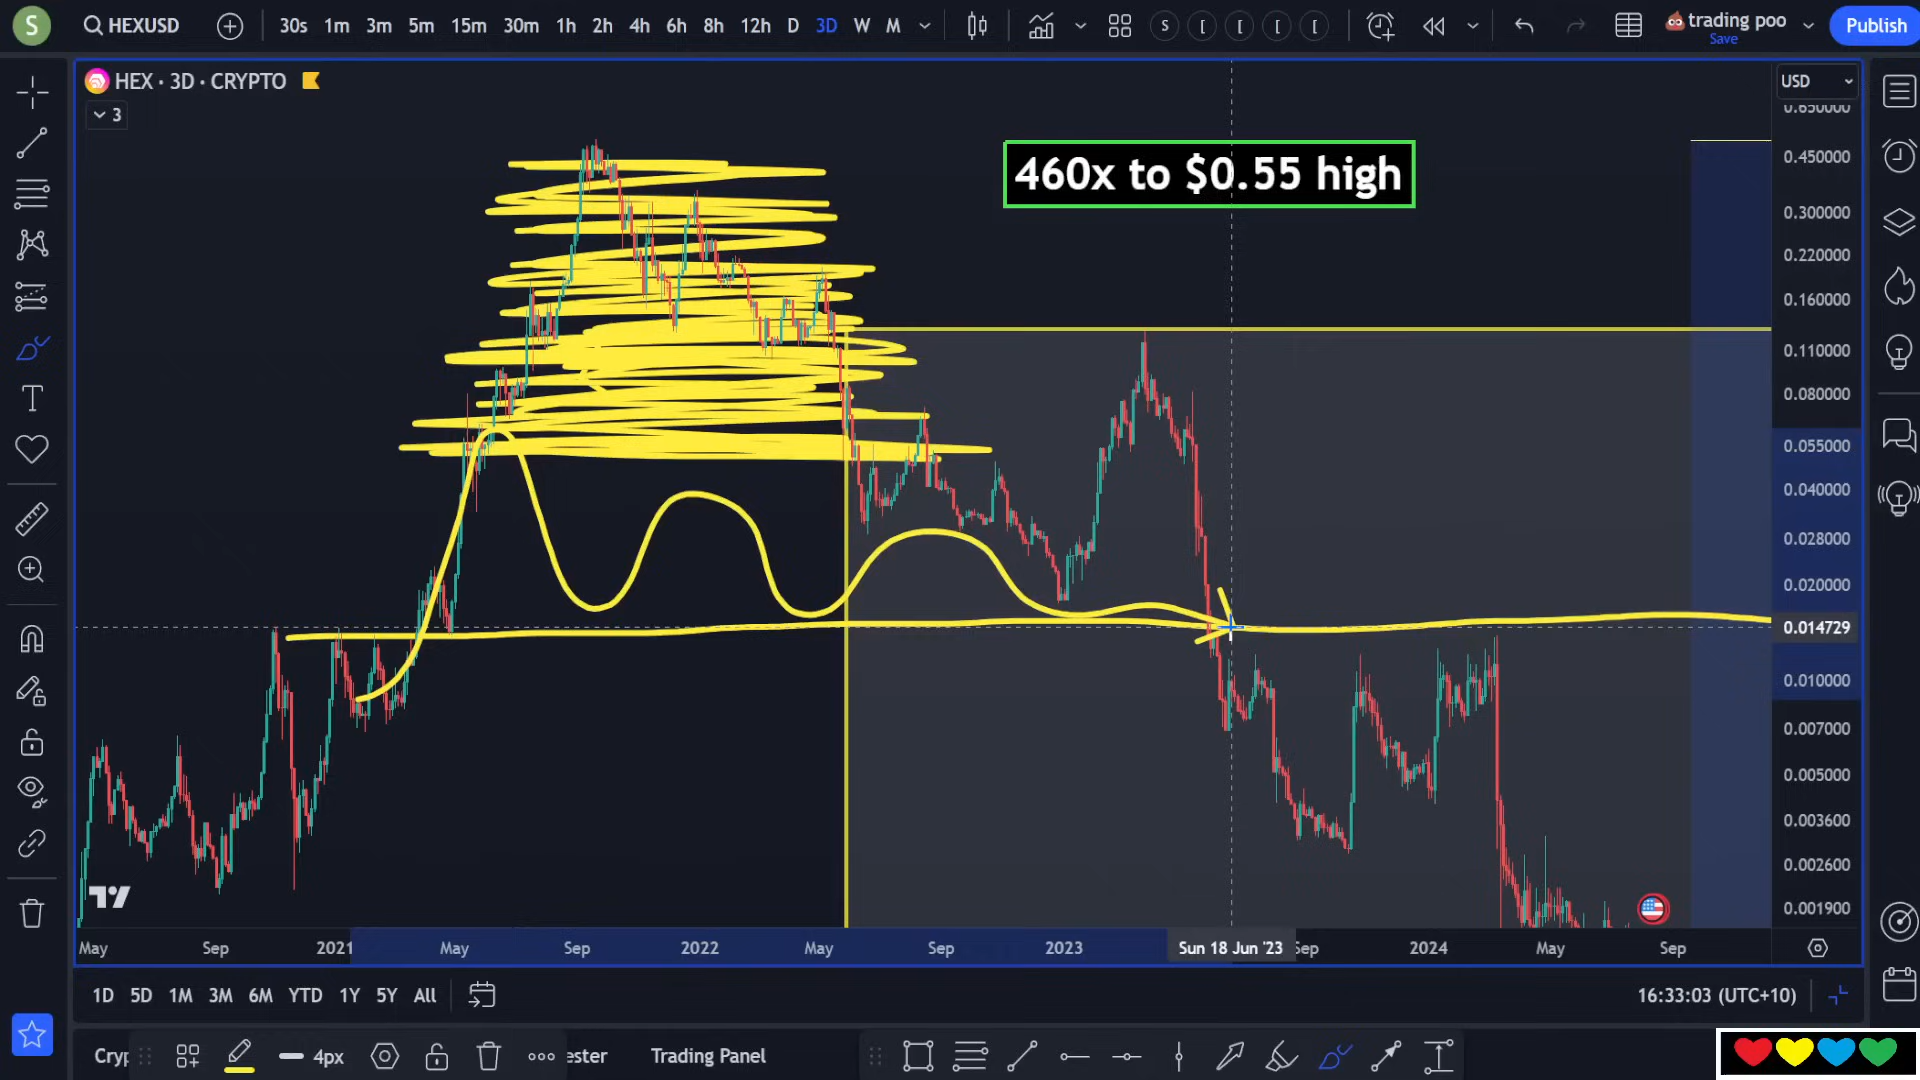 S
HEXUSD
30s 1m 3m 5m 15m 30m 1h 2h 4h 6h 8h 12h D 3D W M
S [ [ [ [
trading poo
Save
Publish
HEX · 3D · CRYPTO
3
USD
460x to $0.55 high
0.650000
0.450000
0.300000
0.220000
0.160000
0.110000
0.080000
0.055000
0.040000
0.028000
0.020000
0.014729
0.010000
0.007000
0.005000
0.003600
0.002600
0.001900
May Sep 2021 May Sep 2022 May Sep 2023 Sun 18 Jun '23 Sep 2024 May Sep
1D 5D 1M 3M 6M YTD 1Y 5Y All
16:33:03 (UTC+10)
Cryp 4px ester Trading Panel